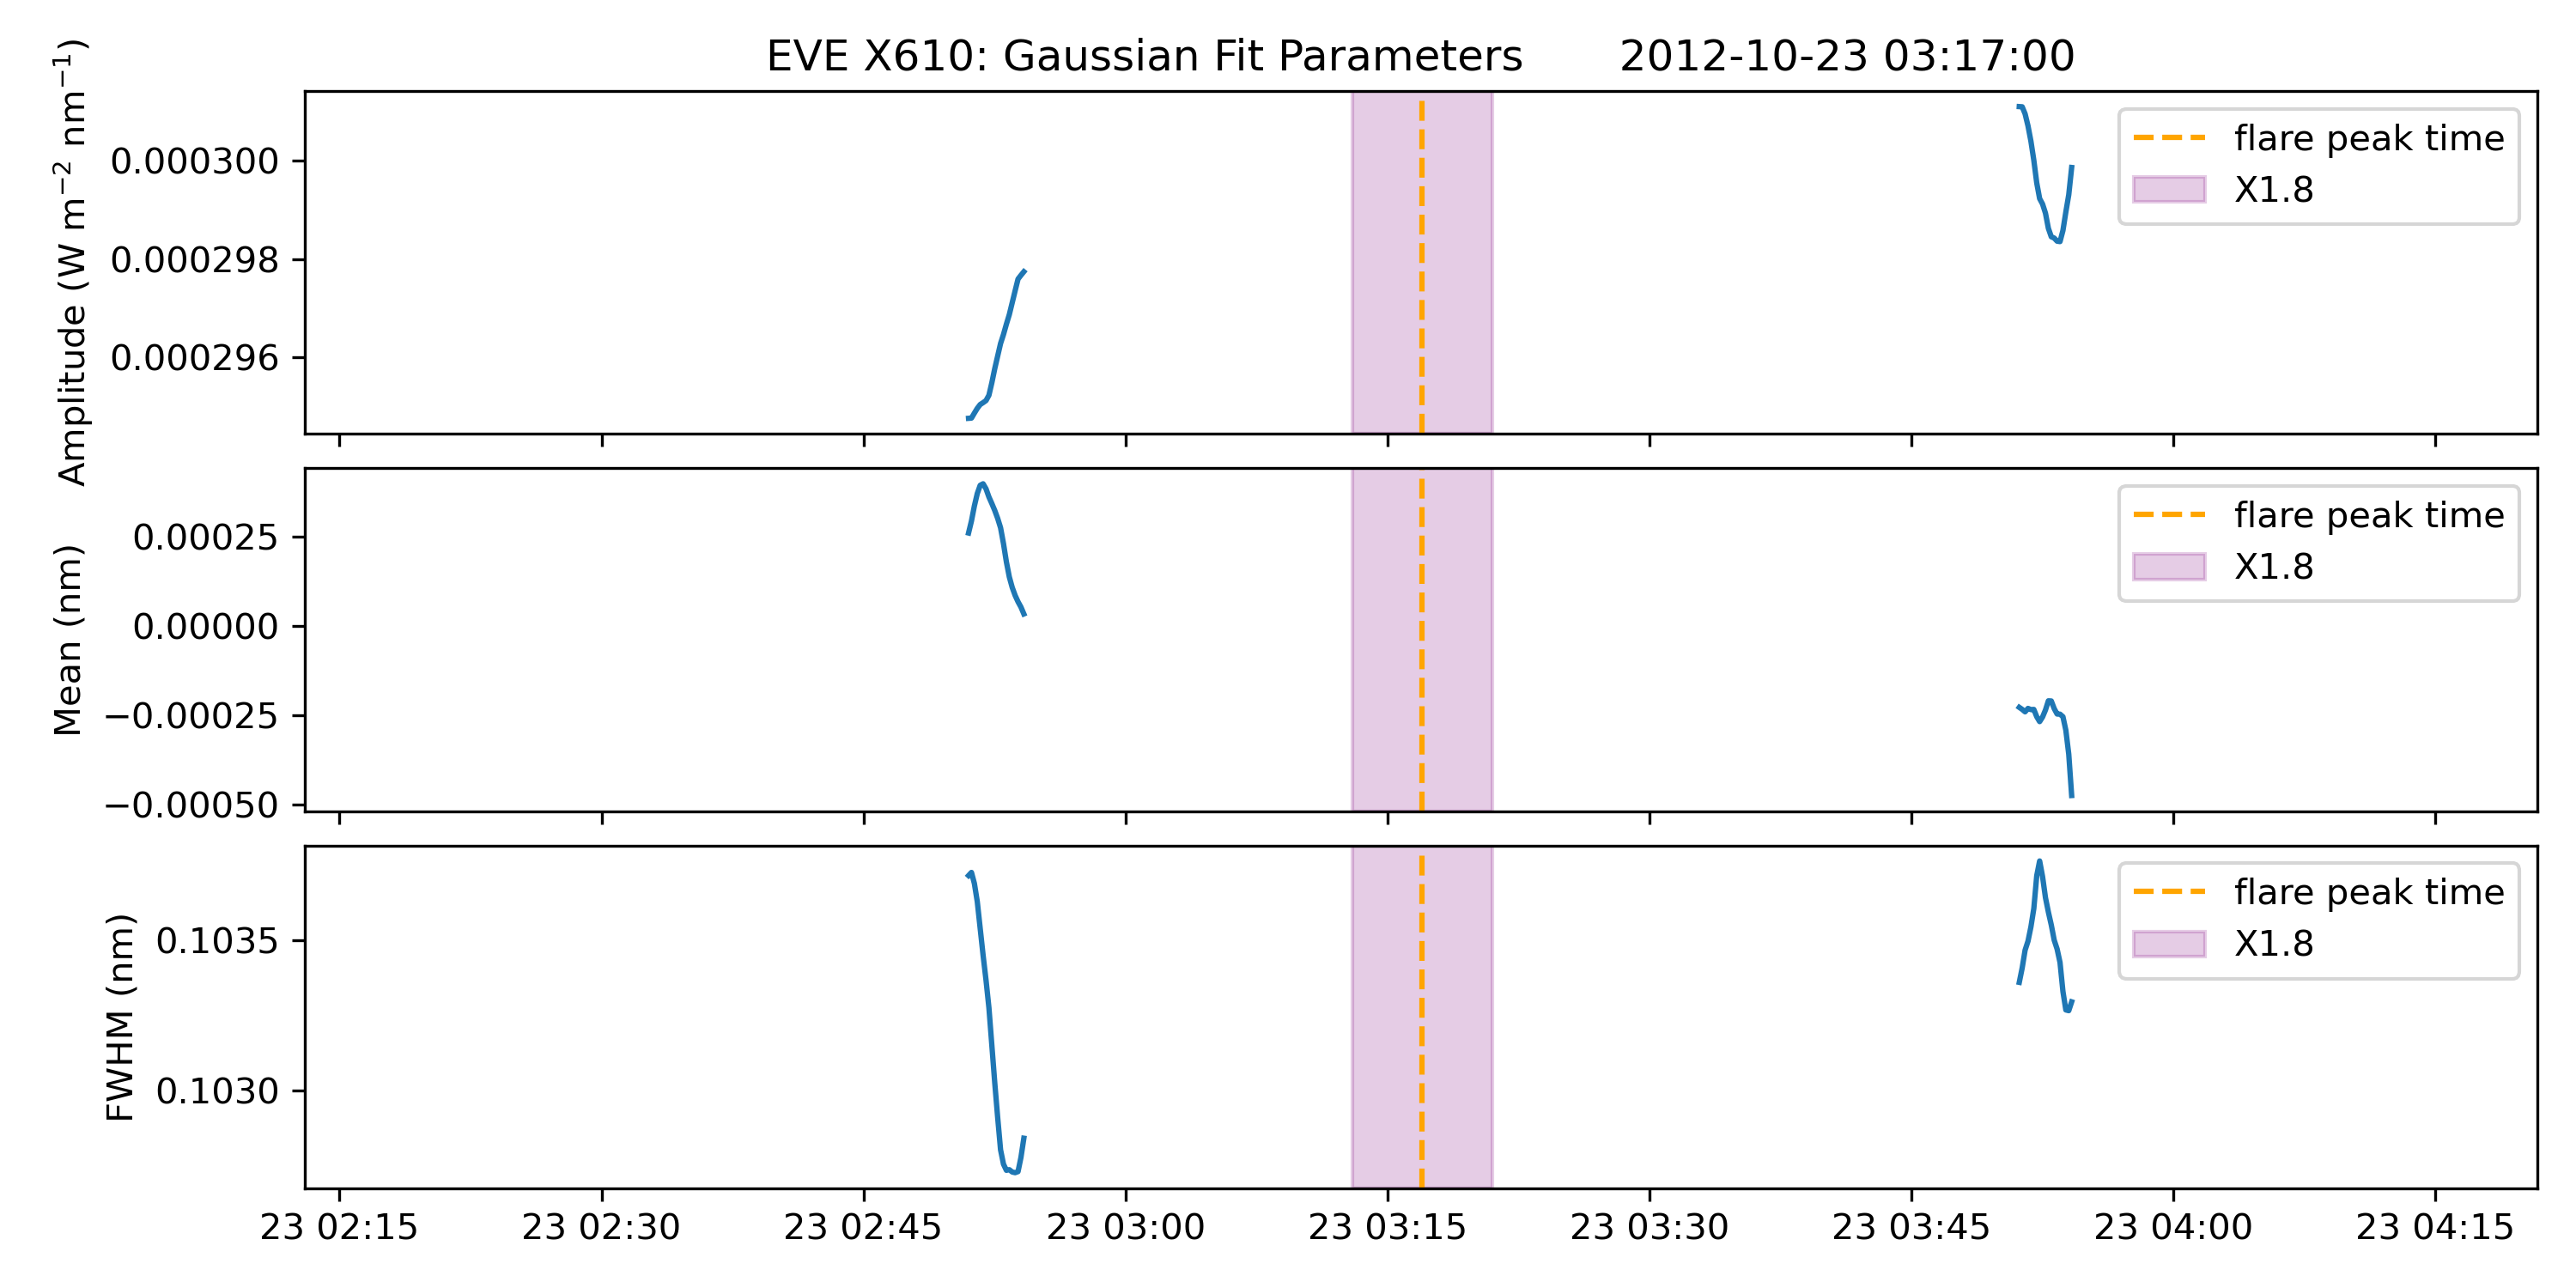 EVE X610: Gaussian Fit Parameters 2012-10-23 03:17:00
Amplitude (W m⁻² nm⁻¹)
0.000300
0.000298
0.000296
flare peak time
X1.8
Mean (nm)
0.00025
0.00000
−0.00025
−0.00050
flare peak time
X1.8
FWHM (nm)
0.1035
0.1030
flare peak time
X1.8
23 02:15 23 02:30 23 02:45 23 03:00 23 03:15 23 03:30 23 03:45 23 04:00 23 04:15